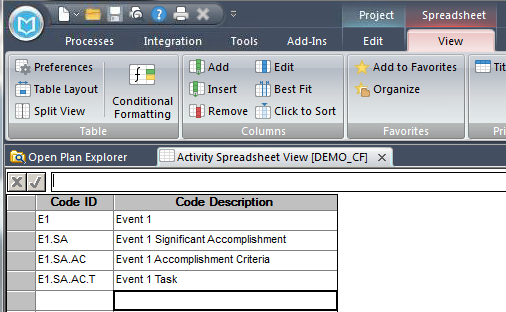 Project Spreadsheet
Processes Integration Tools Add-Ins Edit View
Preferences
Table Layout
Split View
Conditional
Formatting
Table
Add
Insert
Remove
Edit
Best Fit
Click to Sort
Columns
Add to Favorites
Organize
Favorites
Tit
Pri
Open Plan Explorer
Activity Spreadsheet View [DEMO_CF]
Code ID Code Description
E1 Event 1
E1.SA Event 1 Significant Accomplishment
E1.SA.AC Event 1 Accomplishment Criteria
E1.SA.AC.T Event 1 Task